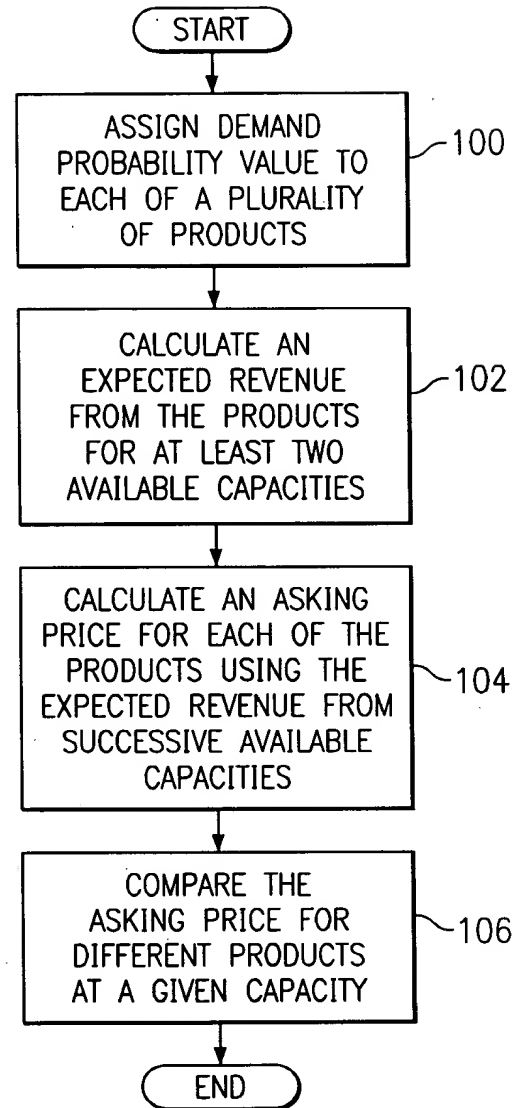 START
ASSIGN DEMAND
PROBABILITY VALUE TO
EACH OF A PLURALITY
OF PRODUCTS
100
CALCULATE AN
EXPECTED REVENUE
FROM THE PRODUCTS
FOR AT LEAST TWO
AVAILABLE CAPACITIES
102
CALCULATE AN ASKING
PRICE FOR EACH OF THE
PRODUCTS USING THE
EXPECTED REVENUE FROM
SUCCESSIVE AVAILABLE
CAPACITIES
104
COMPARE THE
ASKING PRICE FOR
DIFFERENT PRODUCTS
AT A GIVEN CAPACITY
106
END